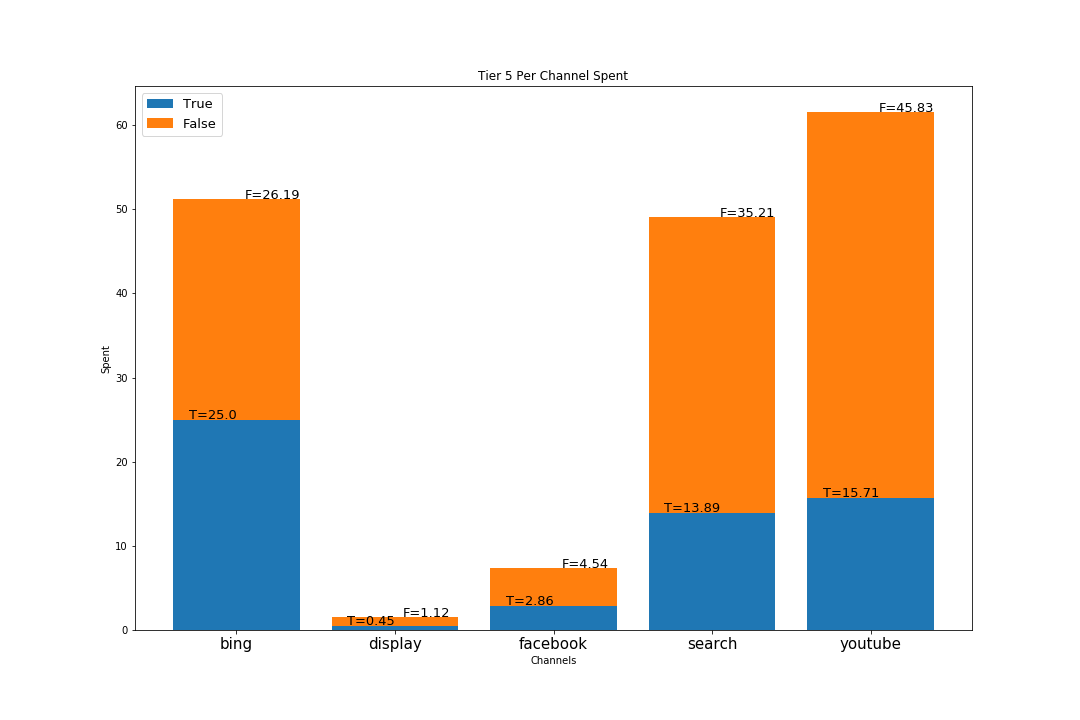 Tier 5 Per Channel Spent
True
False
F=45.83
F=26.19
F=35.21
T=25.0
T=15.71
T=13.89
F=4.54
T=2.86
F=1.12
T=0.45
60
50
40
30
20
10
0
Spent
bing
display
facebook
search
youtube
Channels